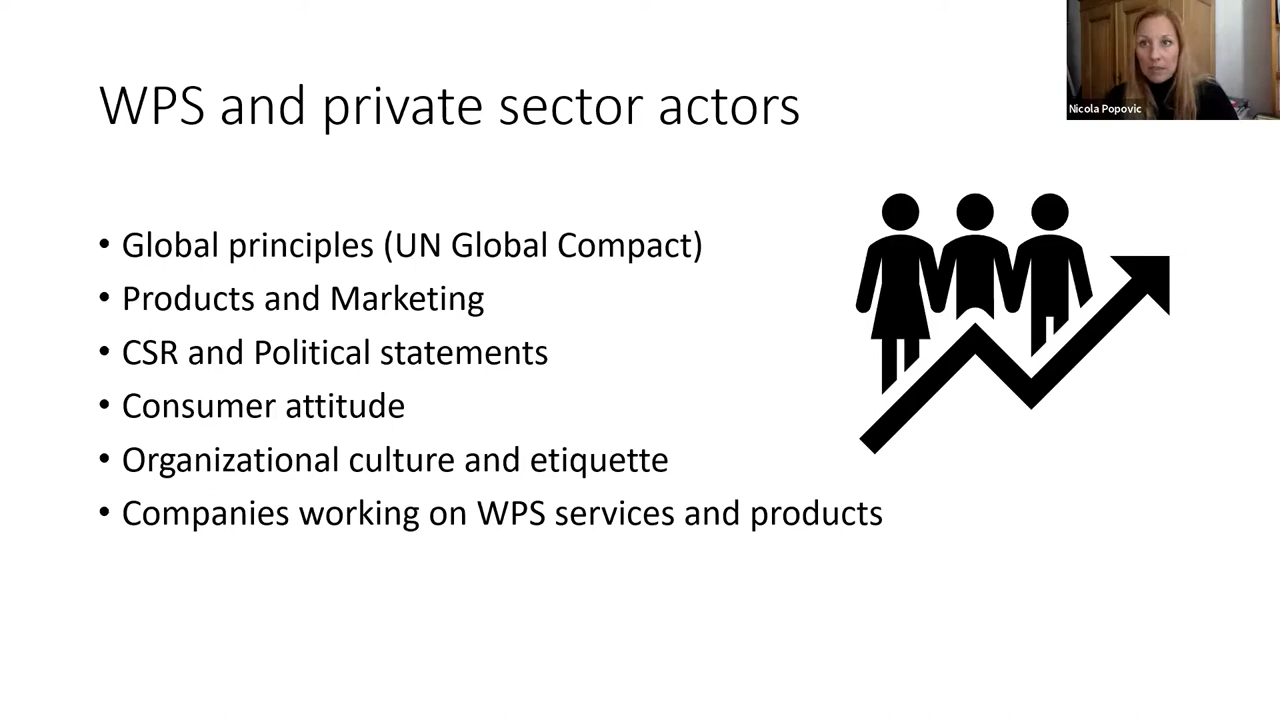 WPS and private sector actors
Nicola Popovic
• Global principles (UN Global Compact)
• Products and Marketing
• CSR and Political statements
• Consumer attitude
• Organizational culture and etiquette
• Companies working on WPS services and products